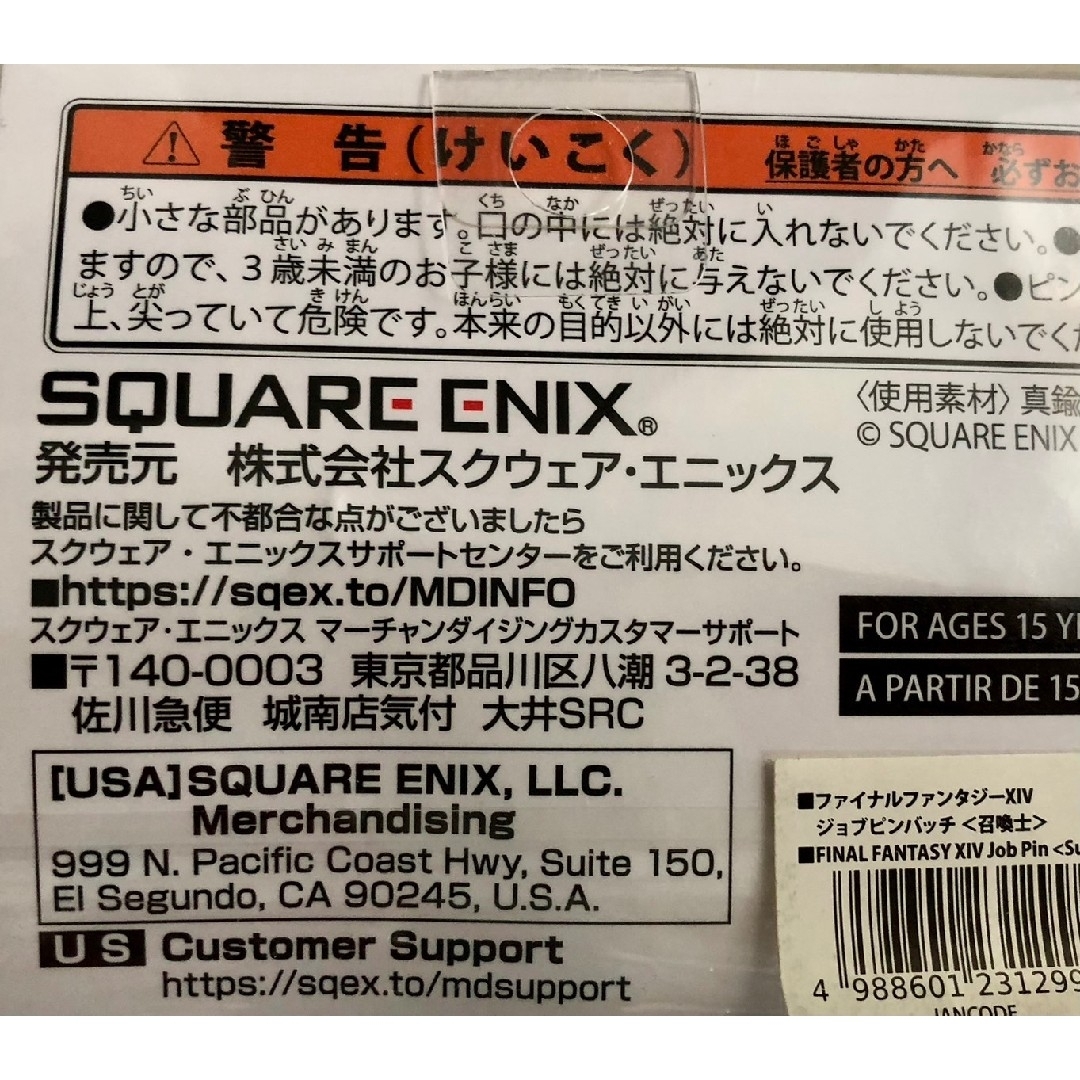 ⚠警 告(けいこく) 保護者の方へ 必ずお
●小さな部品があります。口の中には絶対に入れないでください。●
ますので、3歳未満のお子様には絶対に与えないでください。●ピン
上、尖っていて危険です。本来の目的以外には絶対に使用しないでくだ
SQUARE ENIX®
発売元 株式会社スクウェア・エニックス
製品に関して不都合な点がございましたら
スクウェア・エニックスサポートセンターをご利用ください。
■https://sqex.to/MDINFO
スクウェア・エニックス マーチャンダイジングカスタマーサポート
■〒140-0003 東京都品川区八潮 3-2-38
佐川急便 城南店気付 大井SRC
[USA]SQUARE ENIX, LLC.
Merchandising
999 N. Pacific Coast Hwy, Suite 150,
El Segundo, CA 90245, U.S.A.
US Customer Support
https://sqex.to/mdsupport
〈使用素材〉真鍮
© SQUARE ENIX
FOR AGES 15 Y
A PARTIR DE 15
■ファイナルファンタジーXIV
ジョブピンバッチ <召喚士>
■FINAL FANTASY XIV Job Pin <Su
4 988601 231299
JANCODE